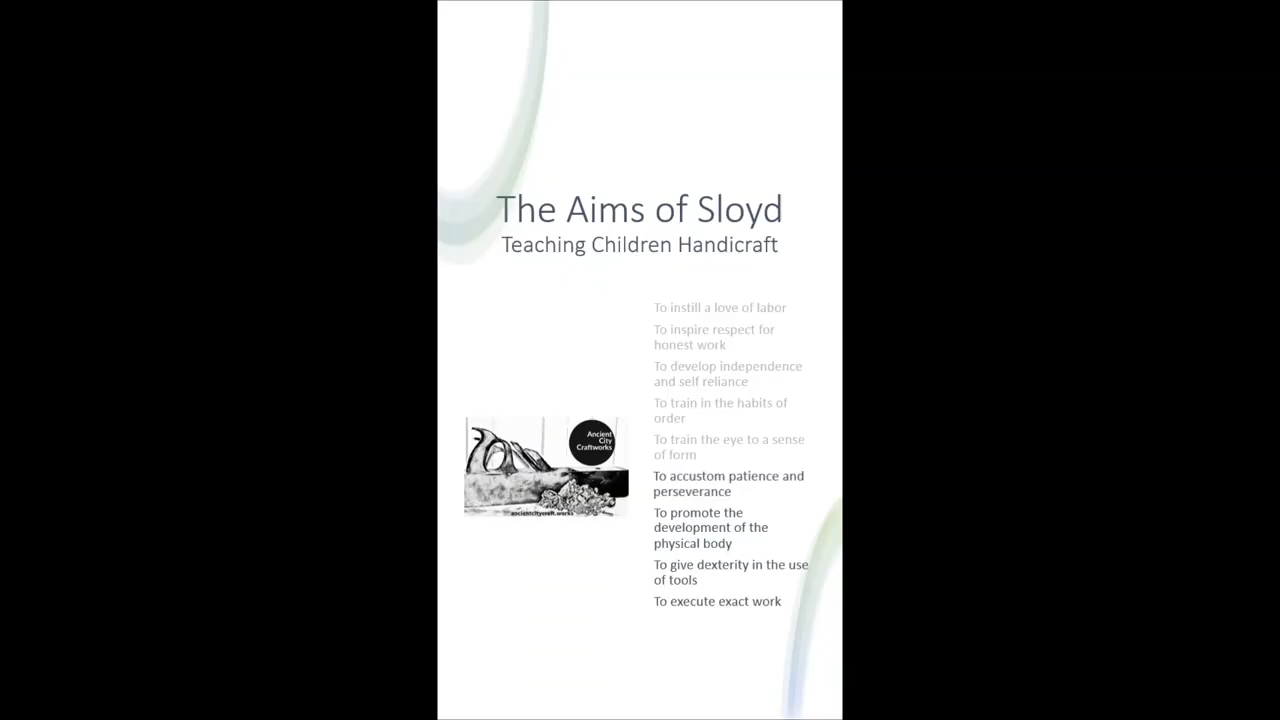 The Aims of Sloyd
Teaching Children Handicraft
To instill a love of labor
To inspire respect for
honest work
To develop independence
and self reliance
To train in the habits of
order
To train the eye to a sense
of form
To accustom patience and
perseverance
To promote the
development of the
physical body
To give dexterity in the use
of tools
To execute exact work
Ancient
City
Craftworks
ancientcitycraft.works